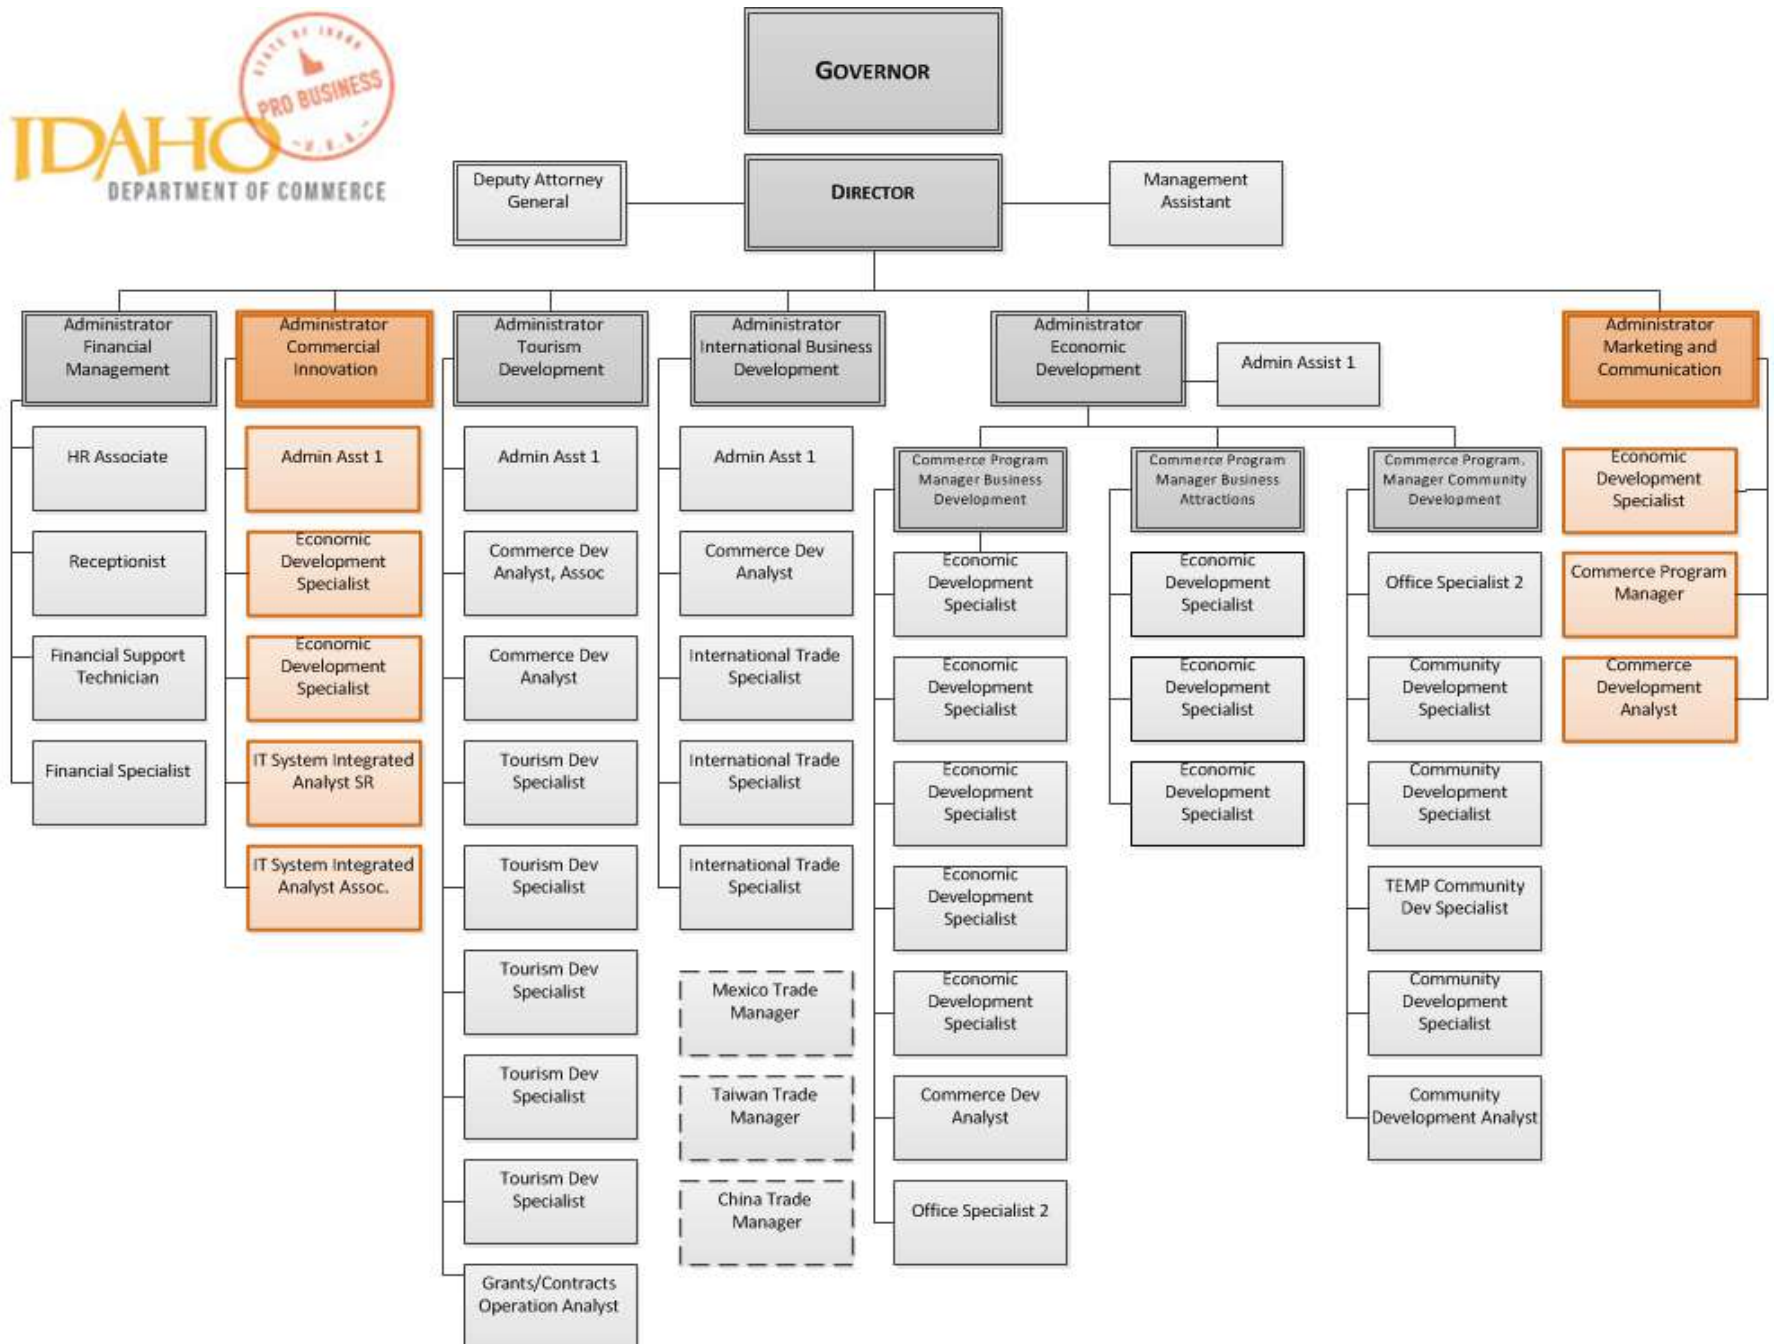 STATE OF IDAHO
PRO BUSINESS
U.S.A.
IDAHO
DEPARTMENT OF COMMERCE
GOVERNOR
Deputy Attorney
General
DIRECTOR
Management
Assistant
Administrator
Financial
Management
HR Associate
Receptionist
Financial Support
Technician
Financial Specialist
Administrator
Commercial
Innovation
Admin Asst 1
Economic
Development
Specialist
Economic
Development
Specialist
IT System Integrated
Analyst SR
IT System Integrated
Analyst Assoc.
Administrator
Tourism
Development
Admin Asst 1
Commerce Dev
Analyst, Assoc
Commerce Dev
Analyst
Tourism Dev
Specialist
Tourism Dev
Specialist
Tourism Dev
Specialist
Tourism Dev
Specialist
Tourism Dev
Specialist
Grants/Contracts
Operation Analyst
Administrator
International Business
Development
Admin Asst 1
Commerce Dev
Analyst
International Trade
Specialist
International Trade
Specialist
International Trade
Specialist
Mexico Trade
Manager
Taiwan Trade
Manager
China Trade
Manager
Administrator
Economic
Development
Admin Assist 1
Commerce Program
Manager Business
Development
Economic
Development
Specialist
Economic
Development
Specialist
Economic
Development
Specialist
Economic
Development
Specialist
Economic
Development
Specialist
Commerce Dev
Analyst
Office Specialist 2
Commerce Program
Manager Business
Attractions
Economic
Development
Specialist
Economic
Development
Specialist
Economic
Development
Specialist
Commerce Program.
Manager Community
Development
Office Specialist 2
Community
Development
Specialist
Community
Development
Specialist
TEMP Community
Dev Specialist
Community
Development
Specialist
Community
Development Analyst
Administrator
Marketing and
Communication
Economic
Development
Specialist
Commerce Program
Manager
Commerce
Development
Analyst